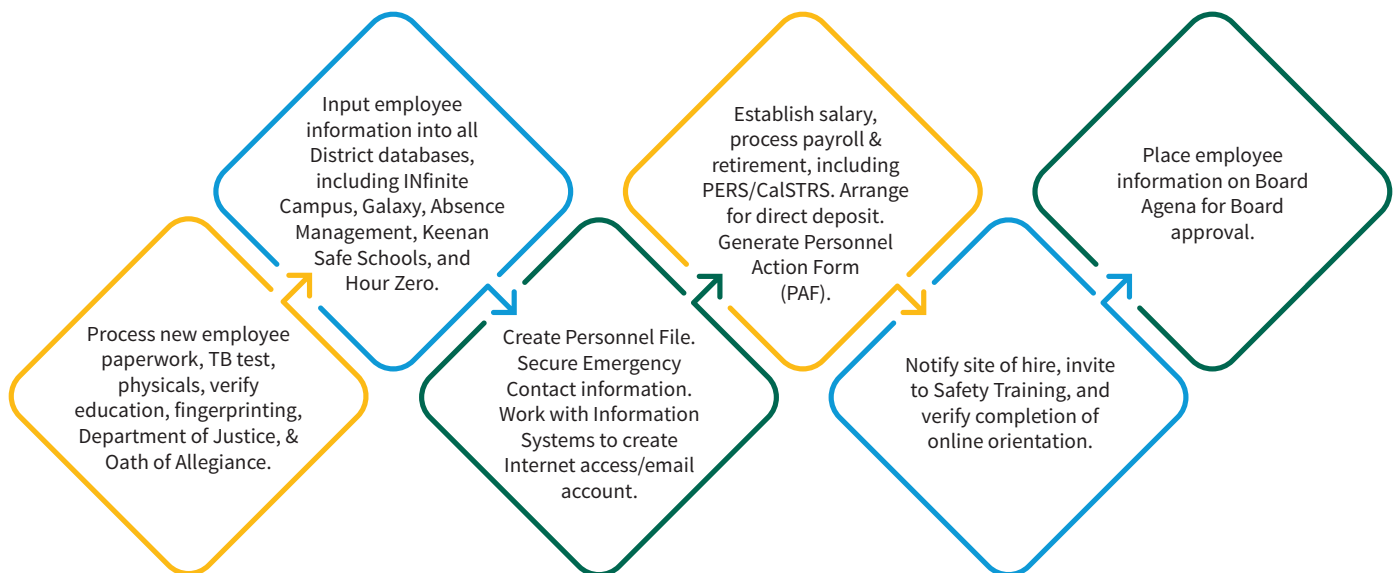 Process new employee
paperwork, TB test,
physicals, verify
education, fingerprinting,
Department of Justice, &
Oath of Allegiance.
Input employee
information into all
District databases,
including INfinite
Campus, Galaxy, Absence
Management, Keenan
Safe Schools, and
Hour Zero.
Create Personnel File.
Secure Emergency
Contact information.
Work with Information
Systems to create
Internet access/email
account.
Establish salary,
process payroll &
retirement, including
PERS/CalSTRS. Arrange
for direct deposit.
Generate Personnel
Action Form
(PAF).
Notify site of hire, invite
to Safety Training, and
verify completion of
online orientation.
Place employee
information on Board
Agena for Board
approval.